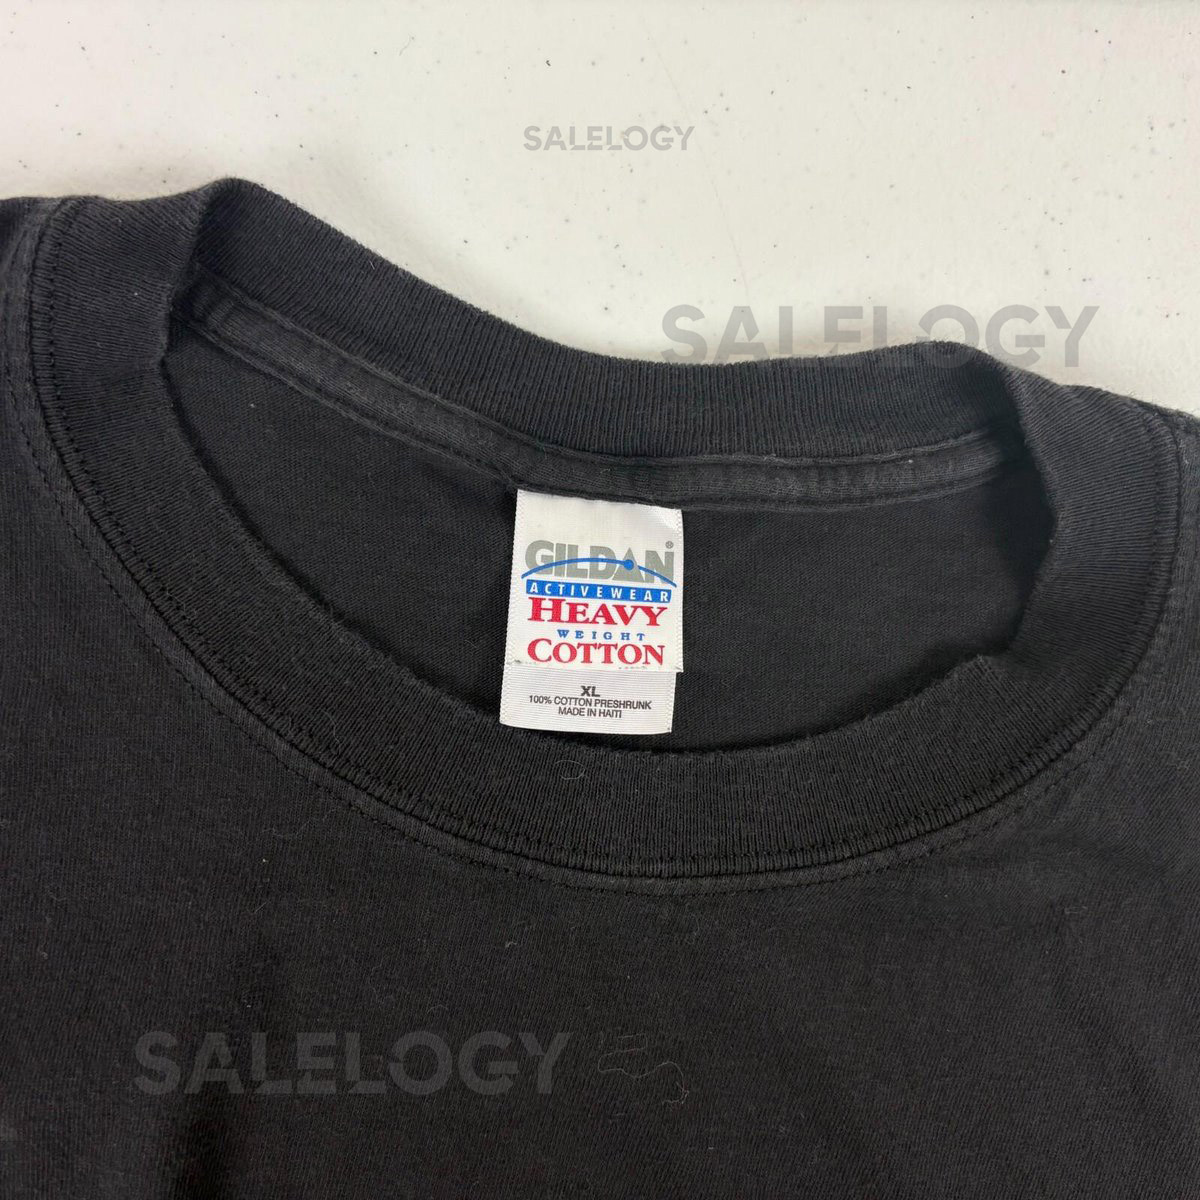 SALELOGY
SALELOGY
GILDAN®
ACTIVEWEAR
HEAVY
WEIGHT
COTTON
XL
100% COTTON PRESHRUNK
MADE IN HAITI
SALELOGY